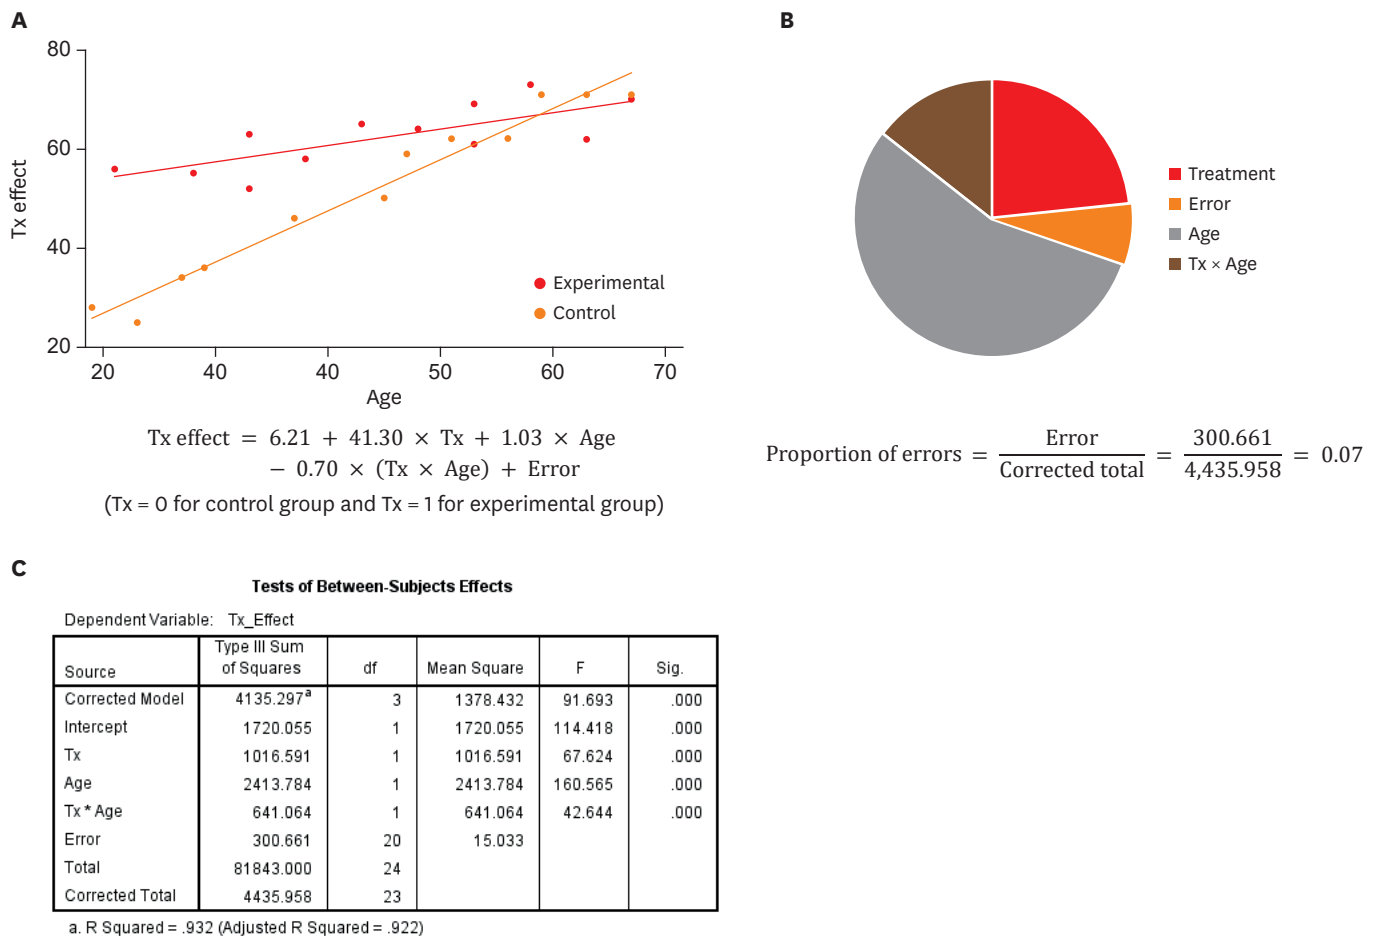 A
80
60
40
20
Tx effect
20 40 40 50 60 70
Age
Experimental
Control
Tx effect = 6.21 + 41.30 × Tx + 1.03 × Age
− 0.70 × (Tx × Age) + Error
(Tx = 0 for control group and Tx = 1 for experimental group)
B
Treatment
Error
Age
Tx × Age
Proportion of errors = Error / Corrected total = 300.661 / 4,435.958 = 0.07
C
Tests of Between-Subjects Effects
Dependent Variable: Tx_Effect
Source Type III Sum of Squares df Mean Square F Sig.
Corrected Model 4135.297a 3 1378.432 91.693 .000
Intercept 1720.055 1 1720.055 114.418 .000
Tx 1016.591 1 1016.591 67.624 .000
Age 2413.784 1 2413.784 160.565 .000
Tx * Age 641.064 1 641.064 42.644 .000
Error 300.661 20 15.033
Total 81843.000 24
Corrected Total 4435.958 23
a. R Squared = .932 (Adjusted R Squared = .922)